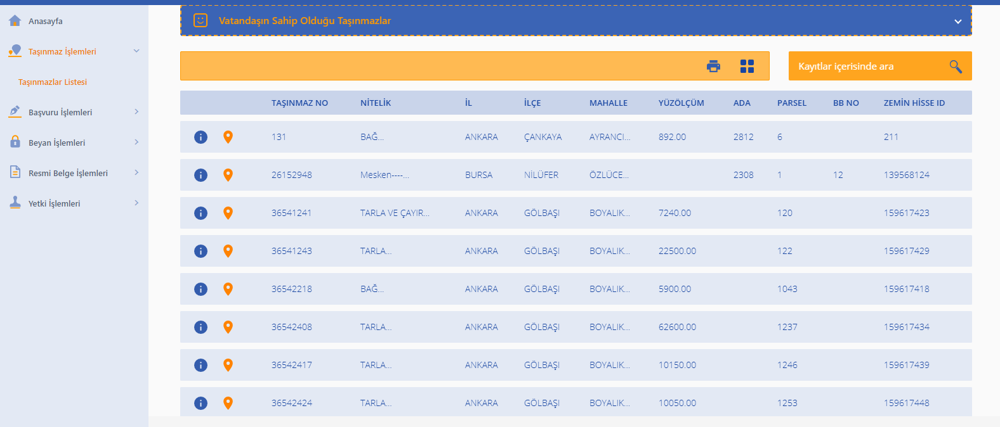 Anasayfa
Taşınmaz İşlemleri
Taşınmazlar Listesi
Başvuru İşlemleri
Beyan İşlemleri
Resmi Belge İşlemleri
Yetki İşlemleri
Vatandaşın Sahip Olduğu Taşınmazlar
Kayıtlar içerisinde ara
TAŞINMAZ NO NİTELİK İL İLÇE MAHALLE YÜZÖLÇÜM ADA PARSEL BB NO ZEMİN HİSSE ID
131 BAĞ... ANKARA ÇANKAYA AYRANCI... 892.00 2812 6 211
26152948 Mesken----... BURSA NİLÜFER ÖZLÜCE... 2308 1 12 139568124
36541241 TARLA VE ÇAYIR... ANKARA GÖLBAŞI BOYALIK... 7240.00 120 159617423
36541243 TARLA... ANKARA GÖLBAŞI BOYALIK... 22500.00 122 159617429
36542218 BAĞ... ANKARA GÖLBAŞI BOYALIK... 5900.00 1043 159617418
36542408 TARLA... ANKARA GÖLBAŞI BOYALIK... 62600.00 1237 159617434
36542417 TARLA... ANKARA GÖLBAŞI BOYALIK... 10150.00 1246 159617439
36542424 TARLA... ANKARA GÖLBAŞI BOYALIK... 10050.00 1253 159617448